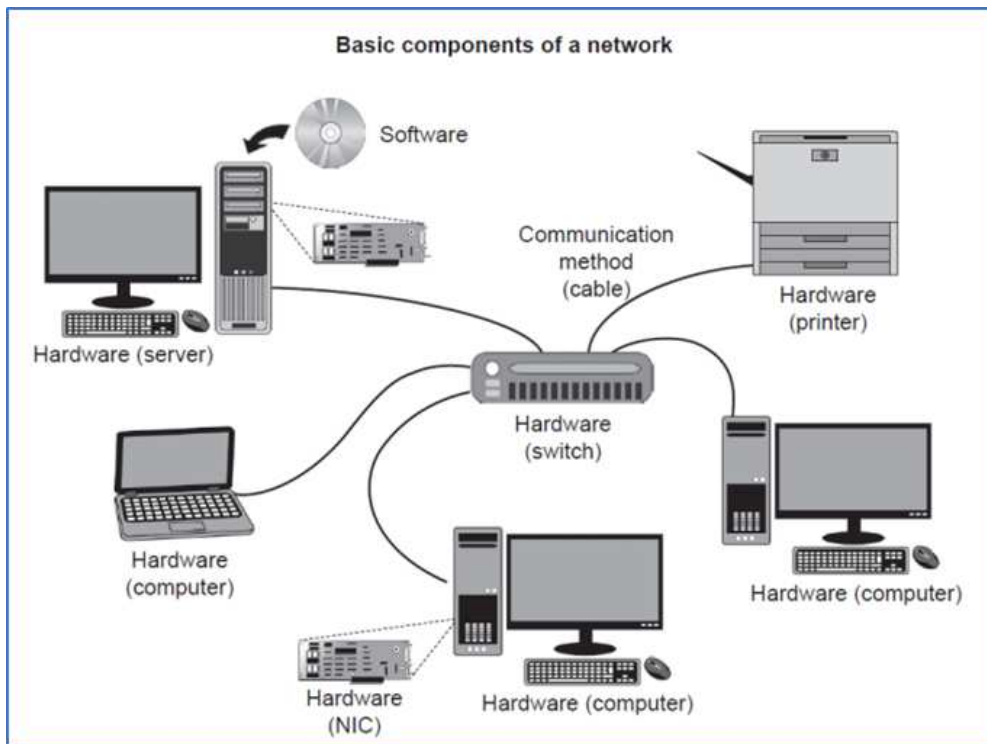 Basic components of a network
Software
Communication
method
(cable)
Hardware
(printer)
Hardware (server)
Hardware
(switch)
Hardware
(computer)
Hardware (computer)
Hardware
(NIC)
Hardware (computer)